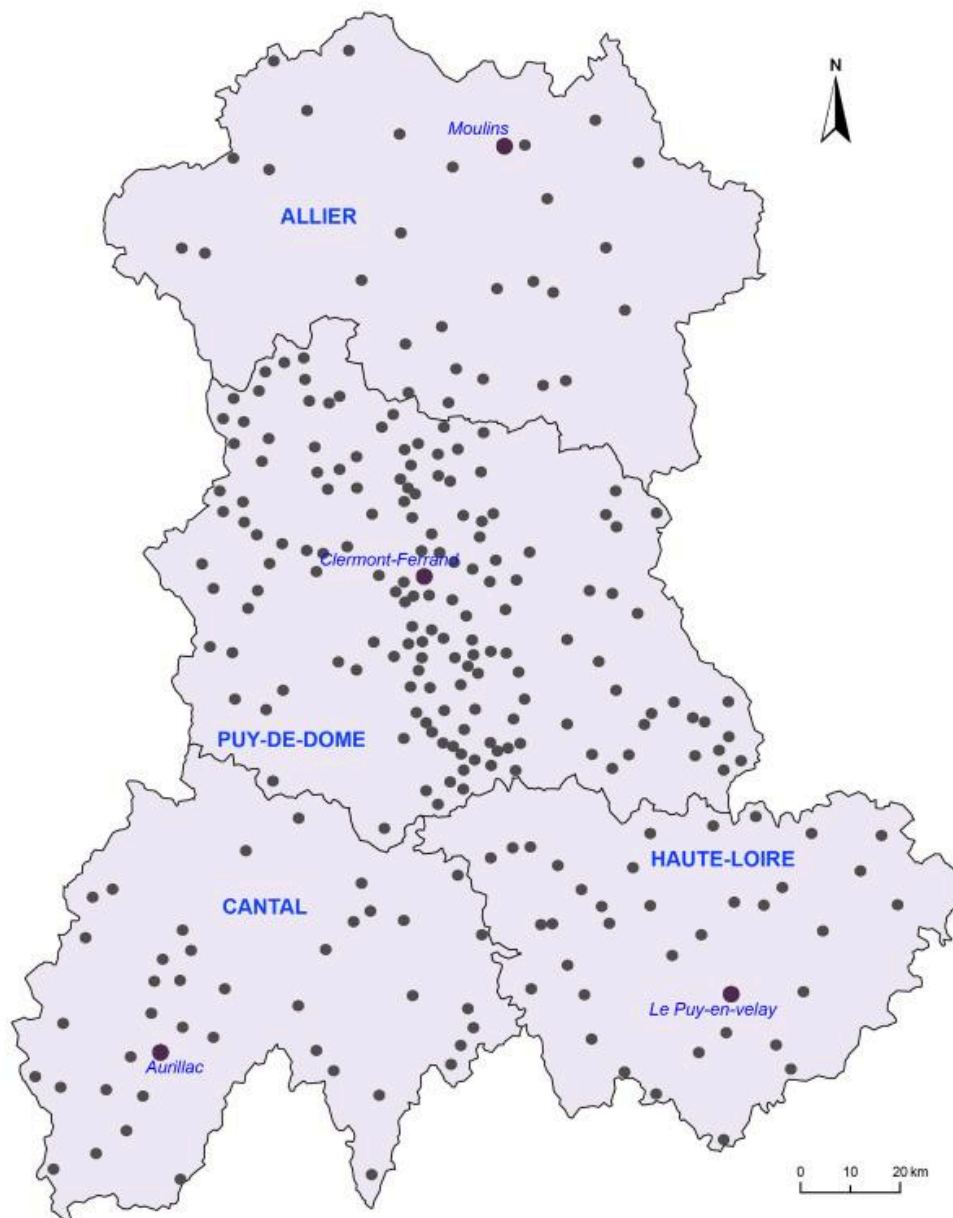 N
Moulins
ALLIER
Clermont-Ferrand
PUY-DE-DOME
HAUTE-LOIRE
CANTAL
Le Puy-en-velay
Aurillac
0 10 20 km